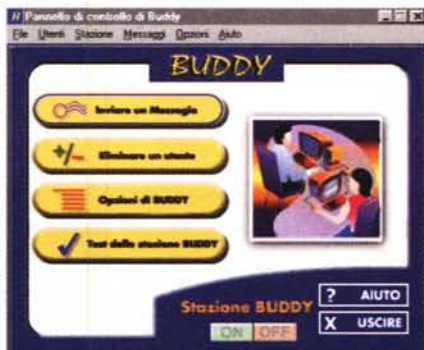 Pannello di controllo di Buddy
File Utenti Stazione Messaggi Opzioni Aiuto
BUDDY
Inviare un Messaggio
+/- Eliminare un utente
Opzioni di BUDDY
Test della stazione BUDDY
Stazione BUDDY
ON OFF
? AIUTO
X USCIRE